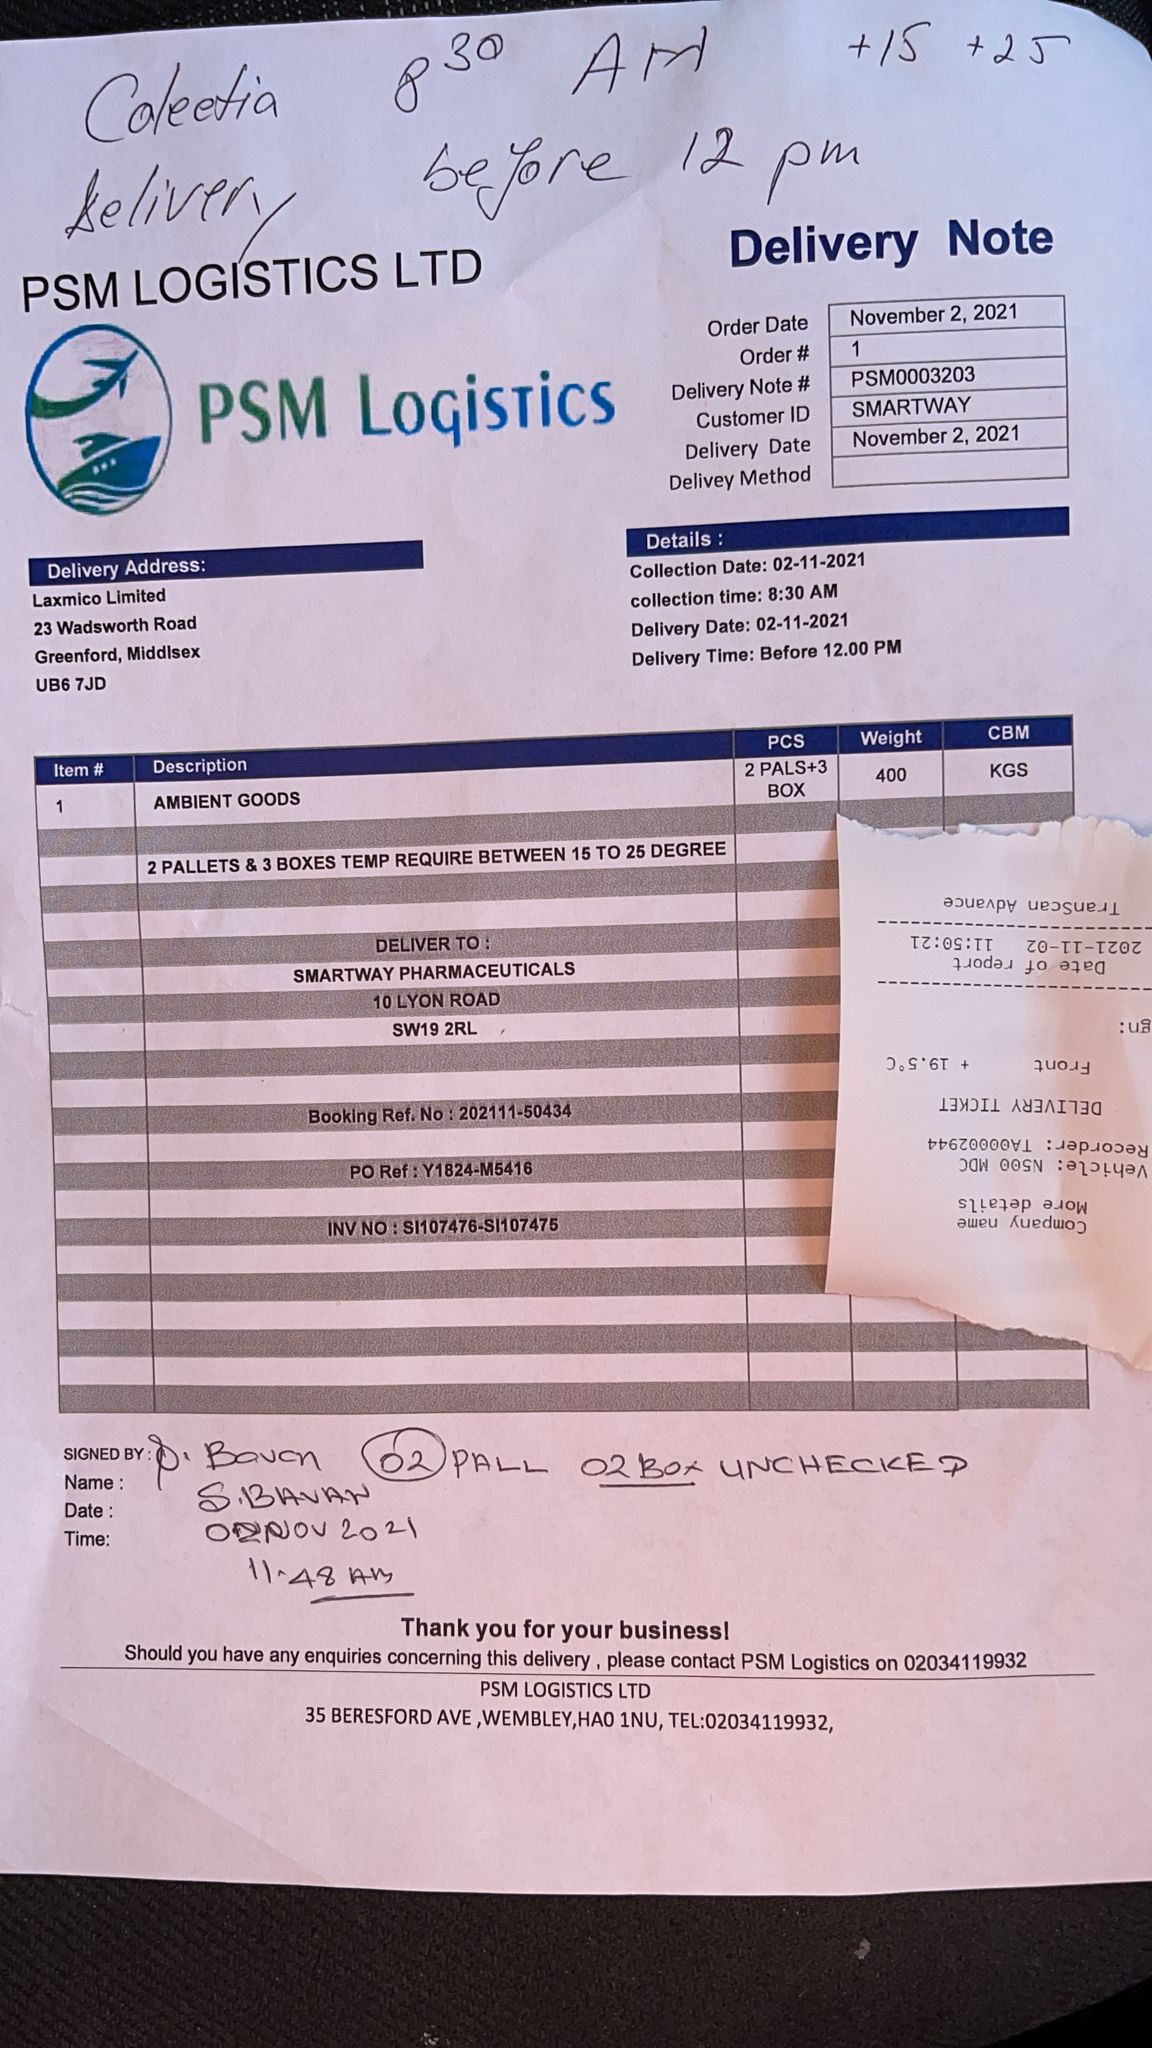 Coleetia 8 30 AM +15 +25
delivery before 12 pm
PSM LOGISTICS LTD
Delivery Note
PSM Logistics
Order Date November 2, 2021
Order # 1
Delivery Note # PSM0003203
Customer ID SMARTWAY
Delivery Date November 2, 2021
Delivey Method
Delivery Address:
Laxmico Limited
23 Wadsworth Road
Greenford, Middlsex
UB6 7JD
Details :
Collection Date: 02-11-2021
collection time: 8:30 AM
Delivery Date: 02-11-2021
Delivery Time: Before 12.00 PM
Item # Description PCS Weight CBM
1 AMBIENT GOODS 2 PALS+3 BOX 400 KGS
2 PALLETS & 3 BOXES TEMP REQUIRE BETWEEN 15 TO 25 DEGREE
DELIVER TO :
SMARTWAY PHARMACEUTICALS
10 LYON ROAD
SW19 2RL
Booking Ref. No : 202111-50434
PO Ref : Y1824-M5416
INV NO : SI107476-SI107475
Company name
More details
Vehicle: N500 MDC
Recorder: TA00002944
DELIVERY TICKET
Front + 19.5°C
gn:
Date of report
2021-11-02 11:50:21
TranScan Advance
SIGNED BY : S. Bavan 02 PALL 02 BOX UNCHECKED
Name : S. BAVAN
Date : 02 NOV 2021
Time: 11.48 AM
Thank you for your business!
Should you have any enquiries concerning this delivery , please contact PSM Logistics on 02034119932
PSM LOGISTICS LTD
35 BERESFORD AVE ,WEMBLEY,HA0 1NU, TEL:02034119932,